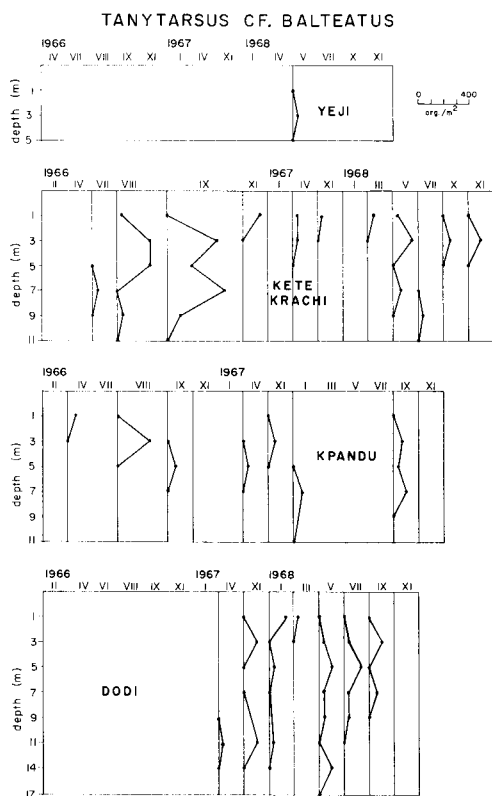 TANYTARSUS CF. BALTEATUS
1966 1967 1968
IV VII VIII IX XI I IV XI I IV V VII X XI
depth (m)
1
3
5
YEJI
0 400
org./m²
1966 1967 1968
II IV VII VIII IX XI I IV XI I III V VII X XI
depth (m)
1
3
5
7
9
11
KETE
KRACHI
1966 1967
II IV VII VIII IX XI I IV XI I III V VII IX XI
depth (m)
1
3
5
7
9
11
KPANDU
1966 1967 1968
II IV VI VIII IX XI I IV XI I III V VII IX XI
depth (m)
1
3
5
7
9
11
14
17
DODI